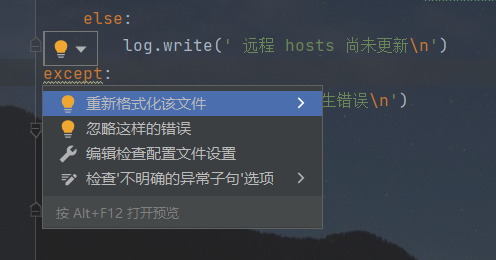 else:
log.write(' 远程 hosts 尚未更新\n')
except:
生错误\n')
重新格式化该文件
忽略这样的错误
编辑检查配置文件设置
检查'不明确的异常子句'选项
按 Alt+F12 打开预览